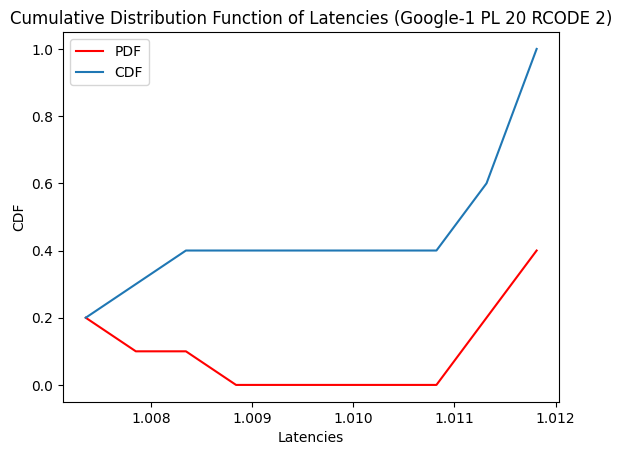 Cumulative Distribution Function of Latencies (Google-1 PL 20 RCODE 2)
PDF
CDF
1.0
0.8
0.6
0.4
0.2
0.0
CDF
1.008
1.009
1.010
1.011
1.012
Latencies